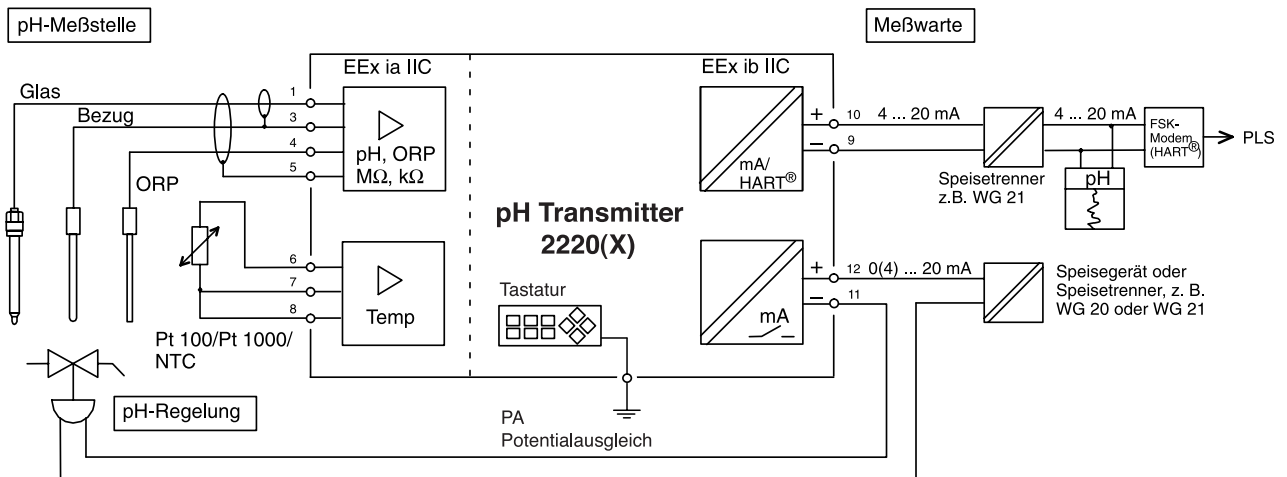 pH-Meßstelle
Meßwarte
EEx ia IIC
EEx ib IIC
Glas
1
Bezug
3
4
5
pH, ORP
MΩ, kΩ
ORP
+ 10 4 ... 20 mA
– 9
mA/
HART®
Speisetrenner
z.B. WG 21
4 ... 20 mA
FSK-
Modem
(HART®)
PLS
pH
pH Transmitter
2220(X)
6
7
8
Temp
Pt 100/Pt 1000/
NTC
Tastatur
+ 12 0(4) ... 20 mA
– 11
mA
Speisegerät oder
Speisetrenner, z. B.
WG 20 oder WG 21
pH-Regelung
PA
Potentialausgleich